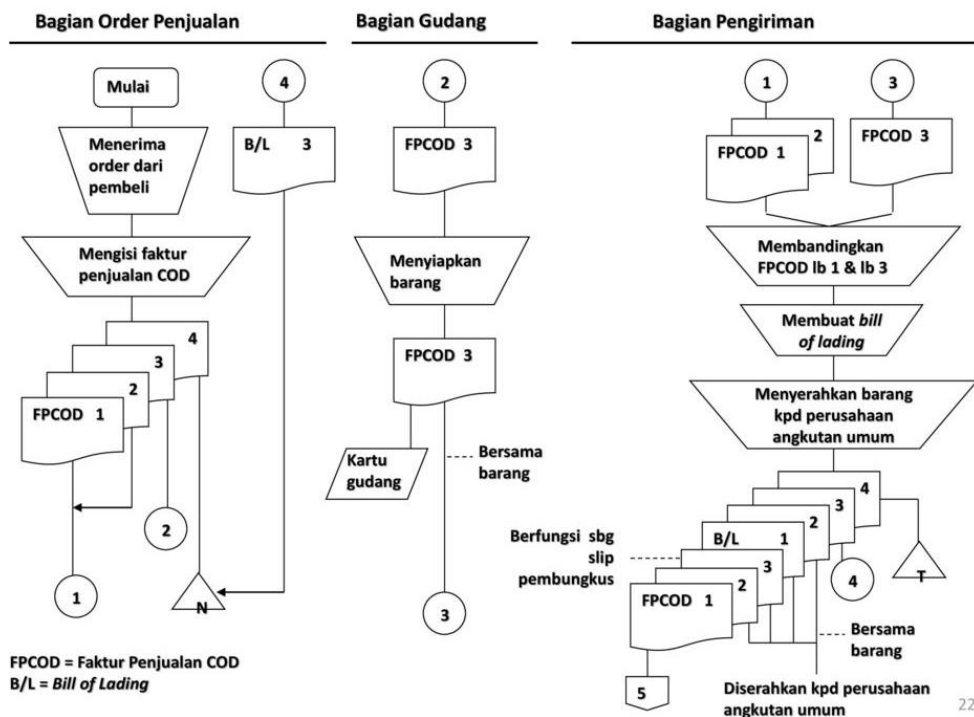 Bagian Order Penjualan
Mulai
Menerima
order dari
pembeli
Mengisi faktur
penjualan COD
4
3
2
FPCOD 1
1
2
N
4
B/L 3
FPCOD = Faktur Penjualan COD
B/L = Bill of Lading
Bagian Gudang
2
FPCOD 3
Menyiapkan
barang
FPCOD 3
Kartu
gudang
Bersama
barang
3
Bagian Pengiriman
1
3
2
FPCOD 1
FPCOD 3
Membandingkan
FPCOD lb 1 & lb 3
Membuat bill
of lading
Menyerahkan barang
kpd perusahaan
angkutan umum
4
3
2
B/L 1
3
2
FPCOD 1
Berfungsi sbg
slip
pembungkus
4
T
5
Bersama
barang
Diserahkan kpd perusahaan
angkutan umum
22